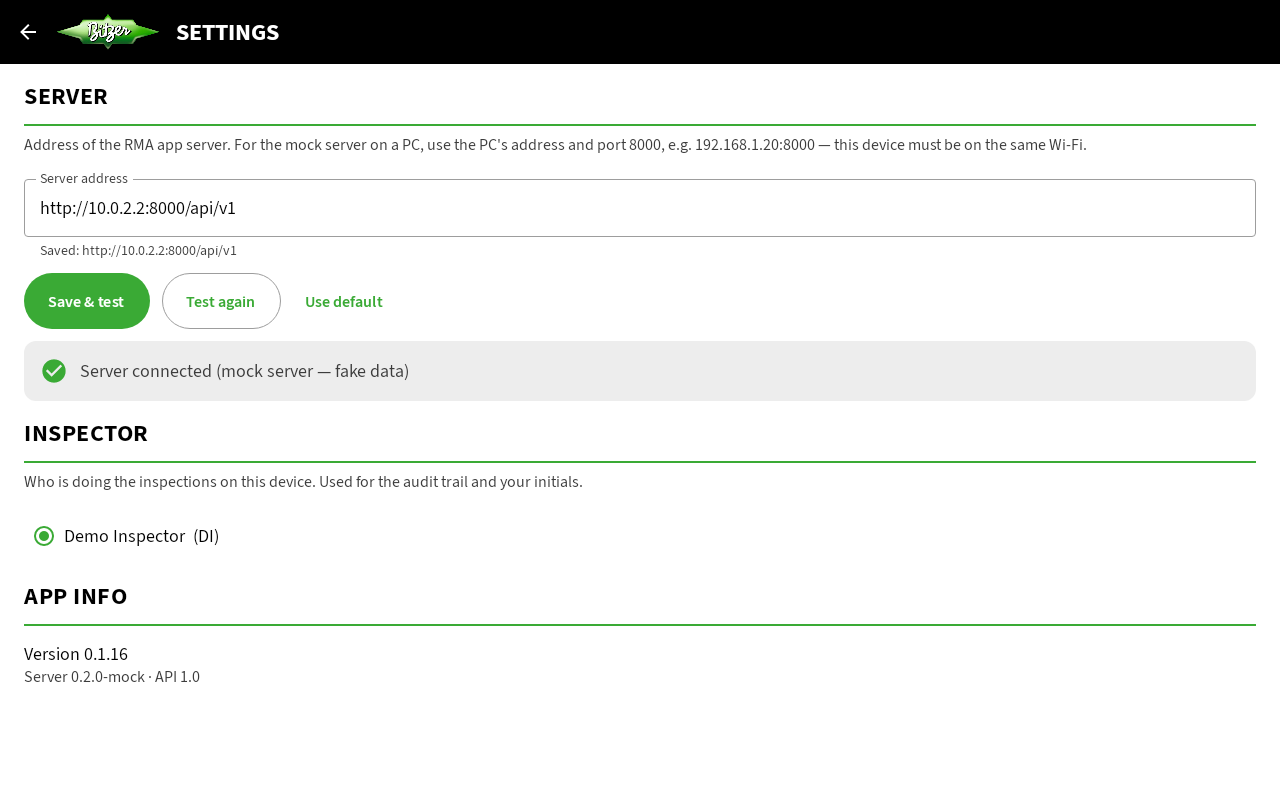 Bitzer
SETTINGS
SERVER
Address of the RMA app server. For the mock server on a PC, use the PC's address and port 8000, e.g. 192.168.1.20:8000 — this device must be on the same Wi-Fi.
Server address
http://10.0.2.2:8000/api/v1
Saved: http://10.0.2.2:8000/api/v1
Save & test
Test again
Use default
Server connected (mock server — fake data)
INSPECTOR
Who is doing the inspections on this device. Used for the audit trail and your initials.
Demo Inspector (DI)
APP INFO
Version 0.1.16
Server 0.2.0-mock · API 1.0